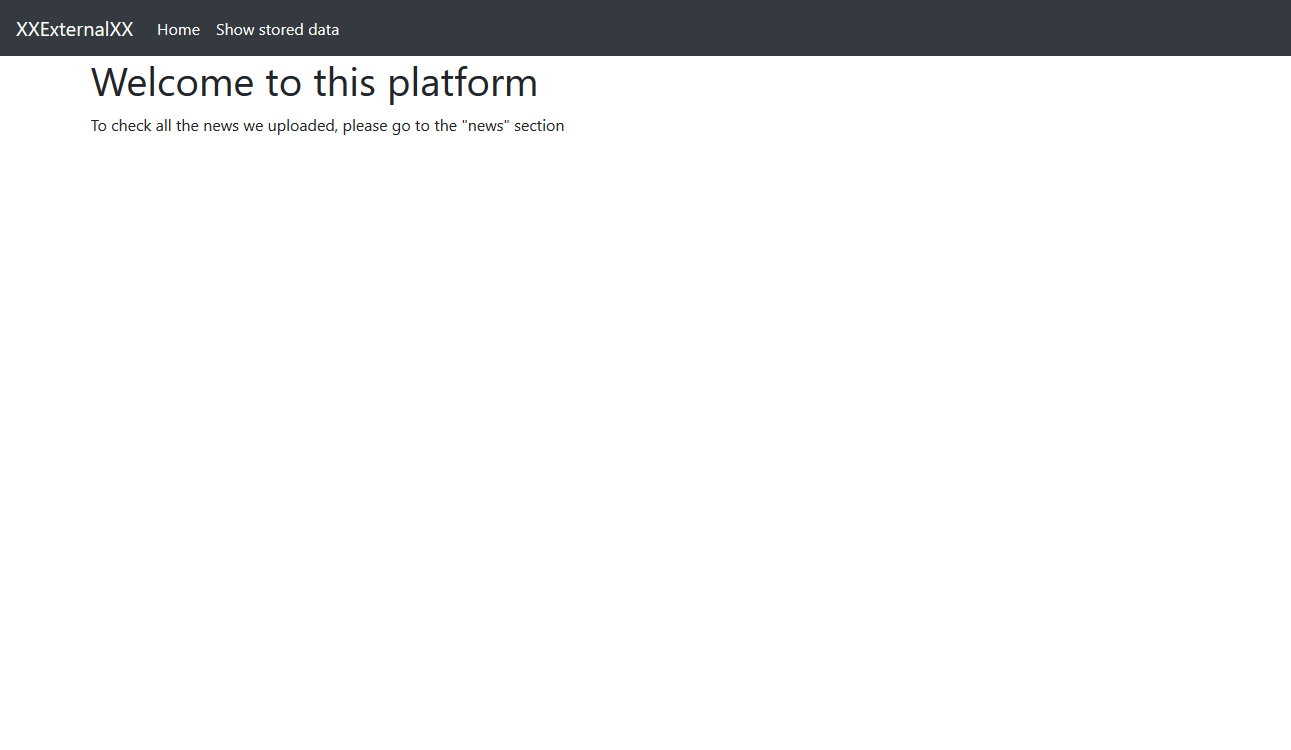 XXExternalXX Home Show stored data
Welcome to this platform
To check all the news we uploaded, please go to the "news" section